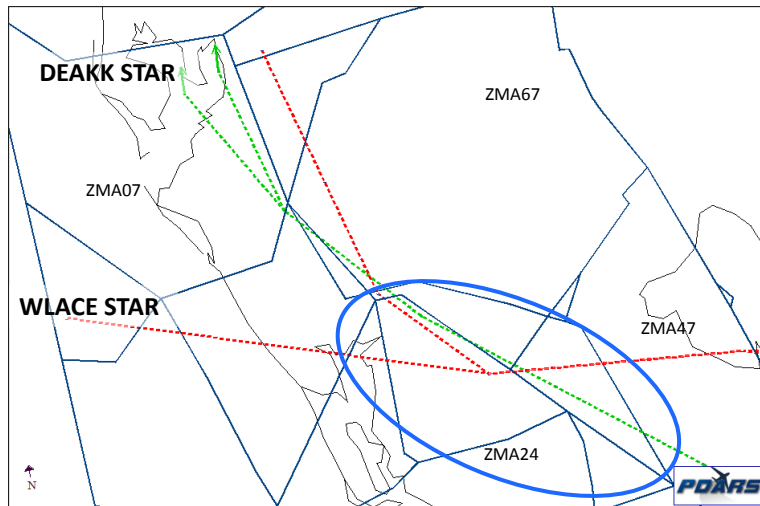 DEAKK STAR
ZMA67
ZMA07
WLACE STAR
ZMA47
N
ZMA24
N
PDARS